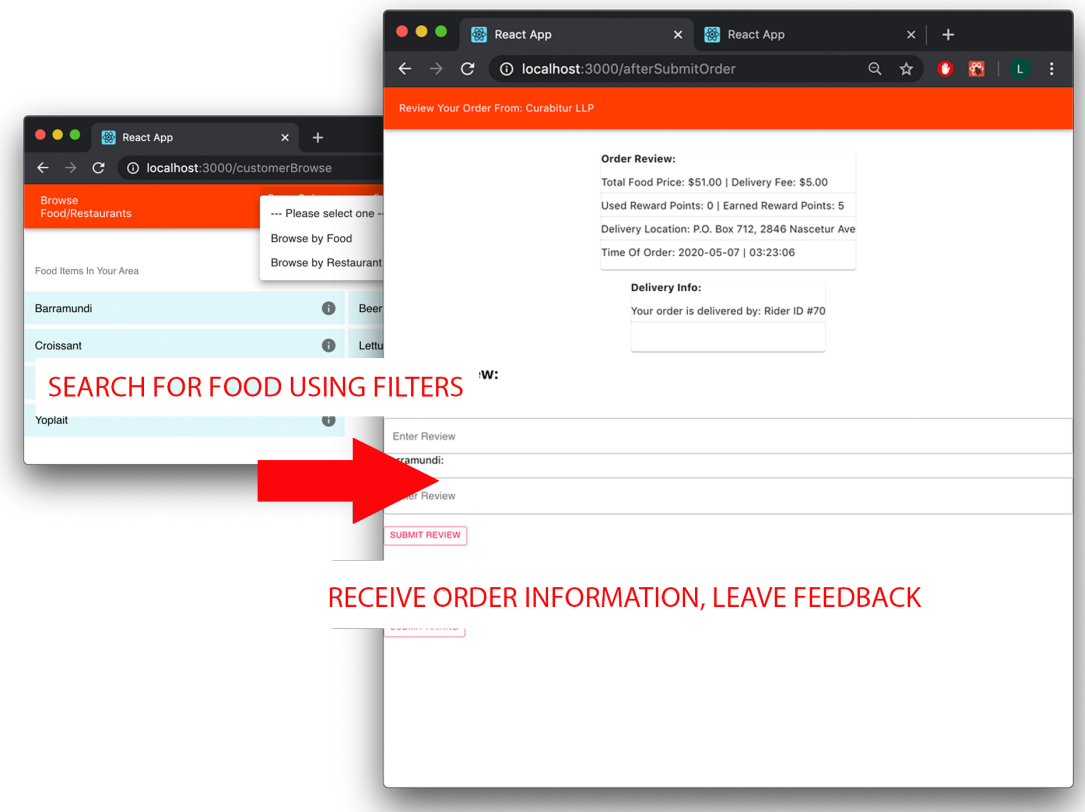 React App
localhost:3000/customerBrowse
Browse
Food/Restaurants
--- Please select one --
Browse by Food
Browse by Restaurant
Food Items In Your Area
Barramundi
Beer
Croissant
Lettu
SEARCH FOR FOOD USING FILTERS
Yoplait
React App
React App
localhost:3000/afterSubmitOrder
L
Review Your Order From: Curabitur LLP
Order Review:
Total Food Price: $51.00 | Delivery Fee: $5.00
Used Reward Points: 0 | Earned Reward Points: 5
Delivery Location: P.O. Box 712, 2846 Nascetur Ave
Time Of Order: 2020-05-07 | 03:23:06
Delivery Info:
Your order is delivered by: Rider ID #70
ew:
Enter Review
rramundi:
er Review
SUBMIT REVIEW
RECEIVE ORDER INFORMATION, LEAVE FEEDBACK